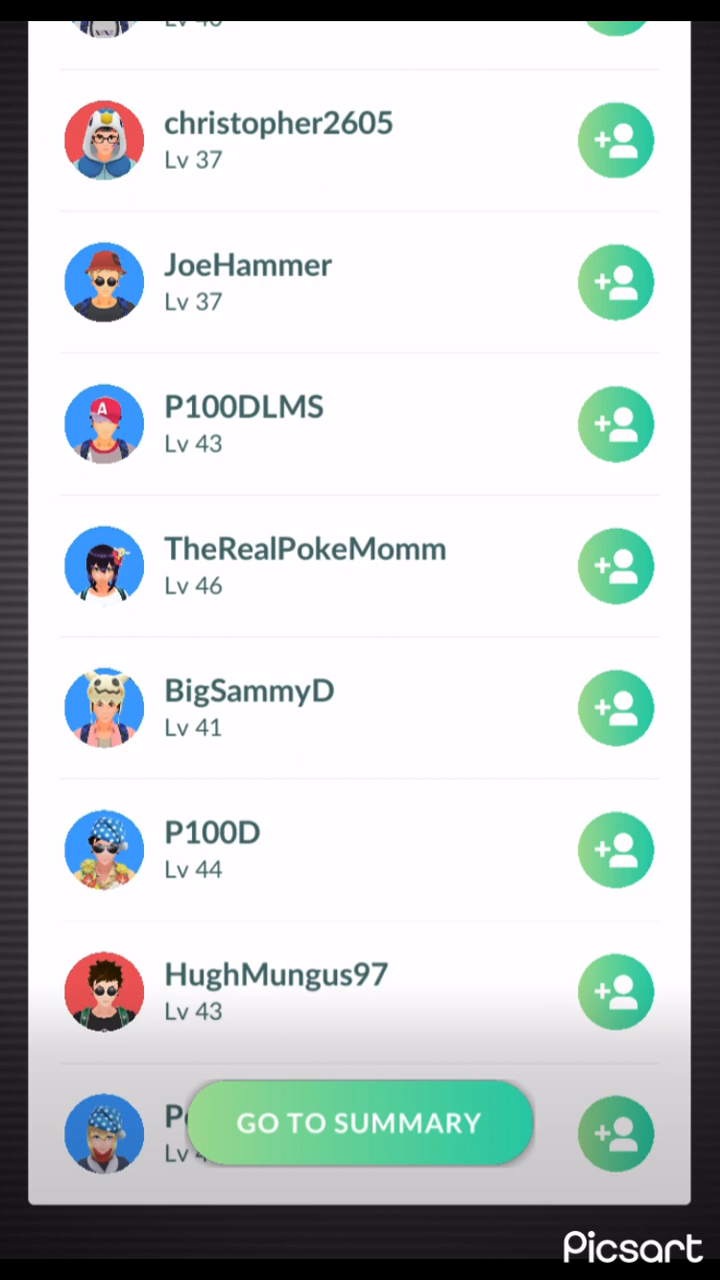 christopher2605
Lv 37
JoeHammer
Lv 37
P100DLMS
Lv 43
TheRealPokeMomm
Lv 46
BigSammyD
Lv 41
P100D
Lv 44
HughMungus97
Lv 43
Lv
GO TO SUMMARY
Picsart